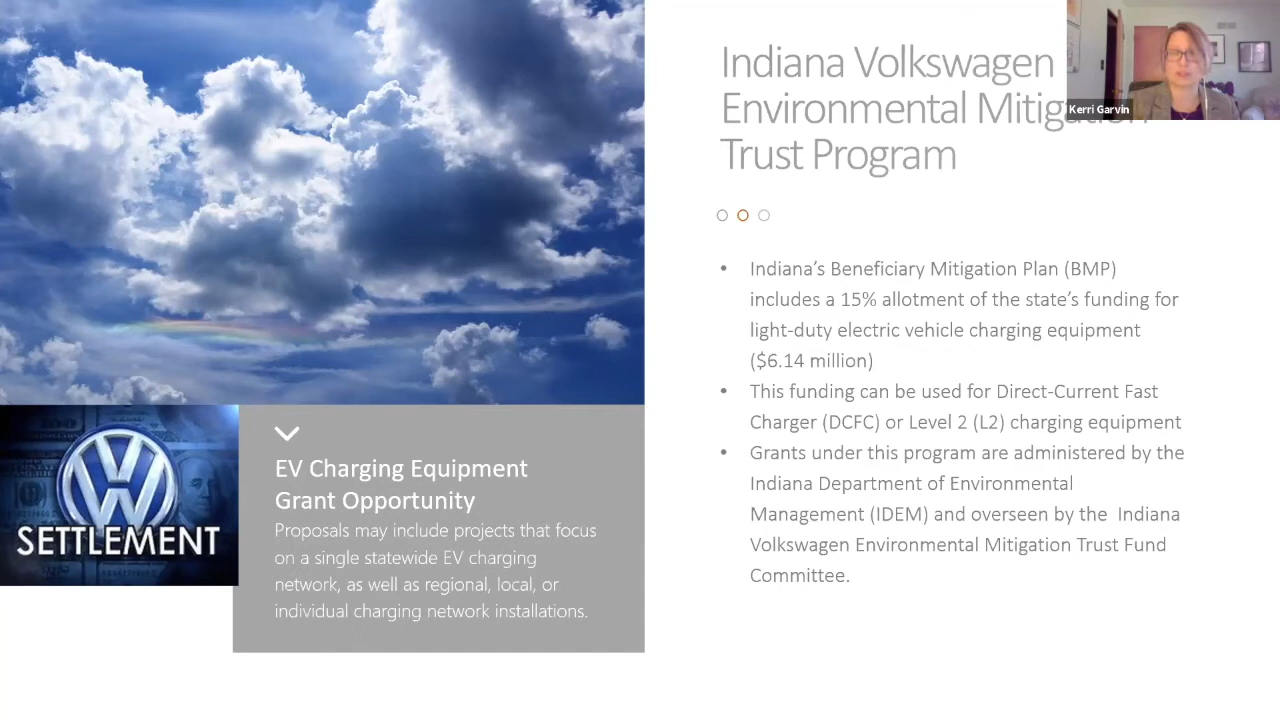 Indiana Volkswagen
Environmental Mitigation
Trust Program
Kerri Garvin
• Indiana’s Beneficiary Mitigation Plan (BMP)
includes a 15% allotment of the state’s funding for
light-duty electric vehicle charging equipment
($6.14 million)
• This funding can be used for Direct-Current Fast
Charger (DCFC) or Level 2 (L2) charging equipment
• Grants under this program are administered by the
Indiana Department of Environmental
Management (IDEM) and overseen by the Indiana
Volkswagen Environmental Mitigation Trust Fund
Committee.
VW
SETTLEMENT
EV Charging Equipment
Grant Opportunity
Proposals may include projects that focus
on a single statewide EV charging
network, as well as regional, local, or
individual charging network installations.